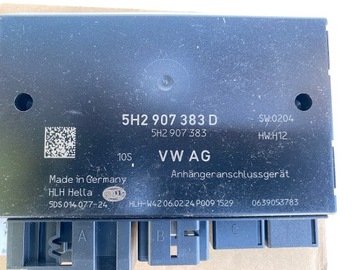 5H2 907 383 D
SW.0204
5H2 907 383
HW.H12
105
VW AG
Made in Germany
Anhängeranschlussgerät
HLH Hella
5DS 014 077-24
HLH-W42 06.02.24 P009 1529
0639053783
A
B